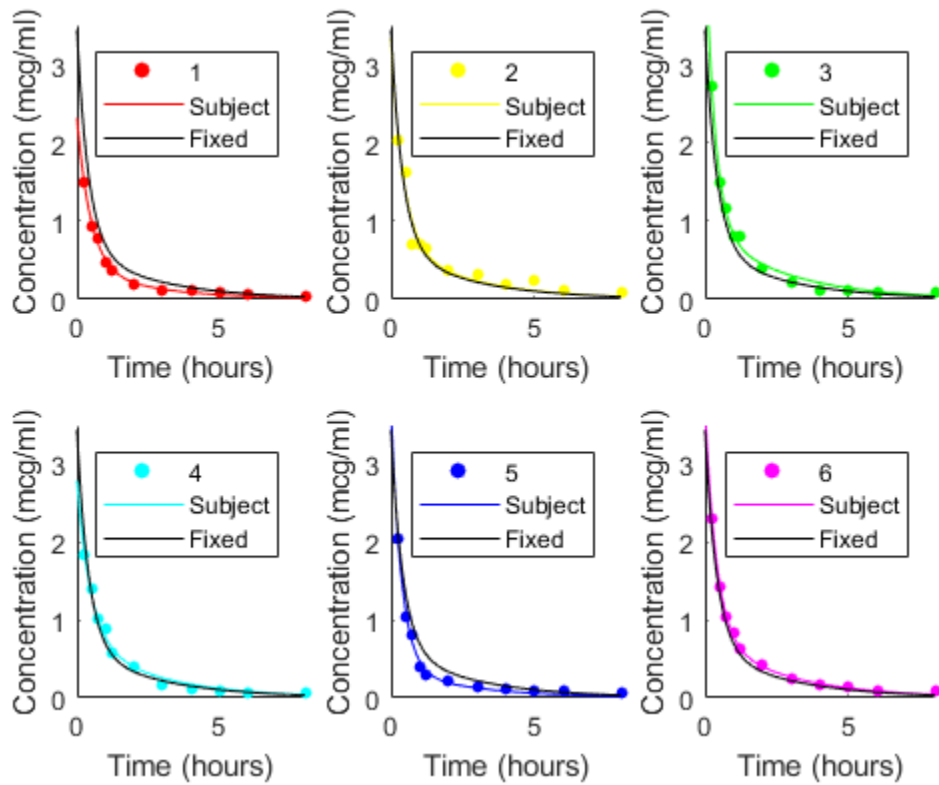 Concentration (mcg/ml)
3
2
1
0
1
Subject
Fixed
0
5
Time (hours)
Concentration (mcg/ml)
3
2
1
0
2
Subject
Fixed
0
5
Time (hours)
Concentration (mcg/ml)
3
2
1
0
3
Subject
Fixed
0
5
Time (hours)
Concentration (mcg/ml)
3
2
1
0
4
Subject
Fixed
0
5
Time (hours)
Concentration (mcg/ml)
3
2
1
0
5
Subject
Fixed
0
5
Time (hours)
Concentration (mcg/ml)
3
2
1
0
6
Subject
Fixed
0
5
Time (hours)